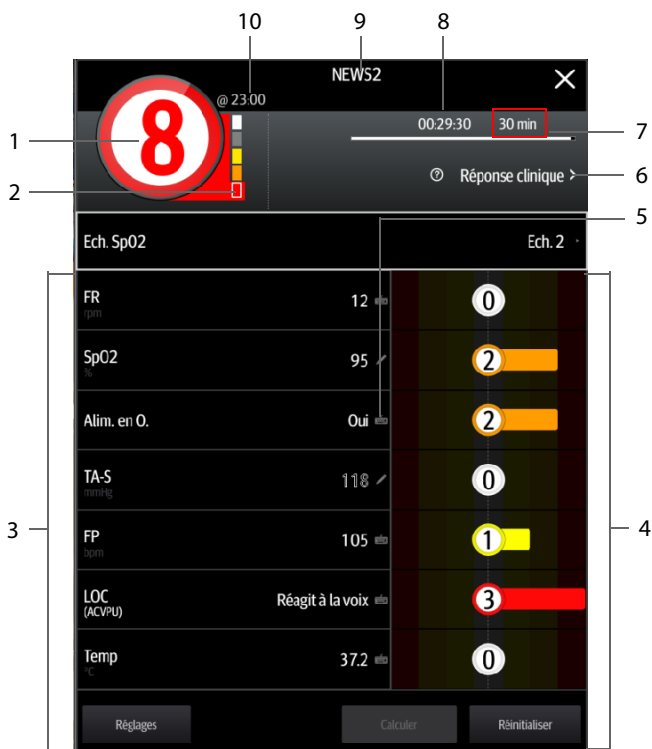 10 9 8
NEWS2
@ 23:00
8
00:29:30 30 min
1
7
Réponse clinique >
6
2
5
Ech. SpO2 Ech. 2
FR 12 0
rpm
SpO2 95 2
%
Alim. en O. Oui 2
TA-S 118 0
mmHg
3
4
FP 105 1
bpm
LOC Réagit à la voix 3
(ACVPU)
Temp 37.2 0
°C
Réglages Calculer Réinitialiser